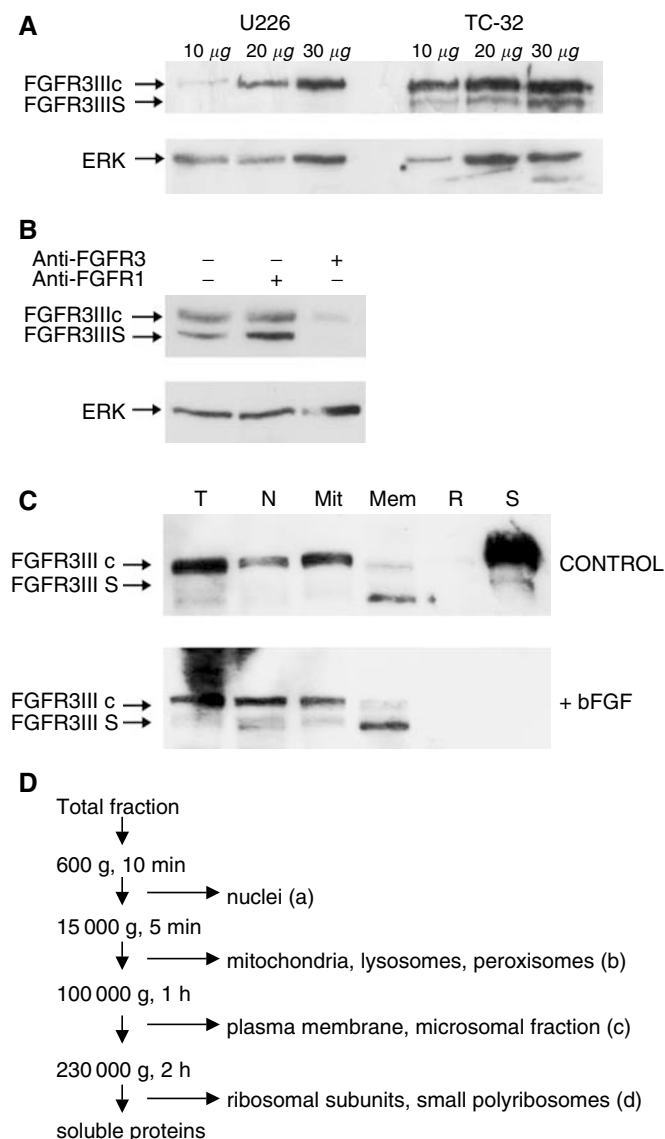 A
U226 TC-32
10 µg 20 µg 30 µg 10 µg 20 µg 30 µg
FGFR3IIIc
FGFR3IIIS
ERK
B
Anti-FGFR3 – – +
Anti-FGFR1 – + –
FGFR3IIIc
FGFR3IIIS
ERK
C
T N Mit Mem R S
FGFR3III c
FGFR3III S
CONTROL
FGFR3III c
FGFR3III S
+ bFGF
D
Total fraction
600 g, 10 min
nuclei (a)
15 000 g, 5 min
mitochondria, lysosomes, peroxisomes (b)
100 000 g, 1 h
plasma membrane, microsomal fraction (c)
230 000 g, 2 h
ribosomal subunits, small polyribosomes (d)
soluble proteins